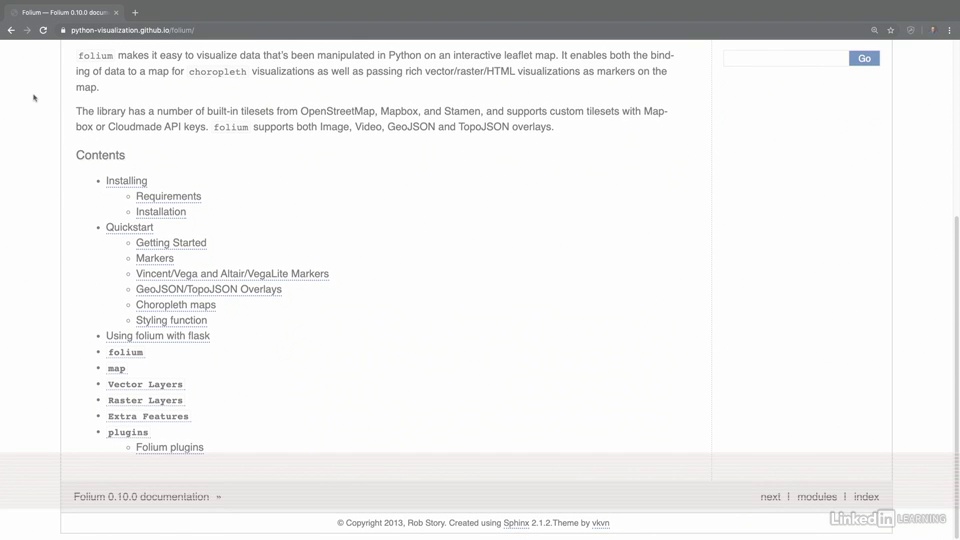 Folium — Folium 0.10.0 docum
python-visualization.github.io/folium/
folium makes it easy to visualize data that's been manipulated in Python on an interactive leaflet map. It enables both the bind-
ing of data to a map for choropleth visualizations as well as passing rich vector/raster/HTML visualizations as markers on the
map.
Go
The library has a number of built-in tilesets from OpenStreetMap, Mapbox, and Stamen, and supports custom tilesets with Map-
box or Cloudmade API keys. folium supports both Image, Video, GeoJSON and TopoJSON overlays.
Contents
Installing
Requirements
Installation
Quickstart
Getting Started
Markers
Vincent/Vega and Altair/VegaLite Markers
GeoJSON/TopoJSON Overlays
Choropleth maps
Styling function
Using folium with flask
folium
map
Vector Layers
Raster Layers
Extra Features
plugins
Folium plugins
Folium 0.10.0 documentation »
next | modules | index
© Copyright 2013, Rob Story. Created using Sphinx 2.1.2.Theme by vkvn
LinkedIn LEARNING